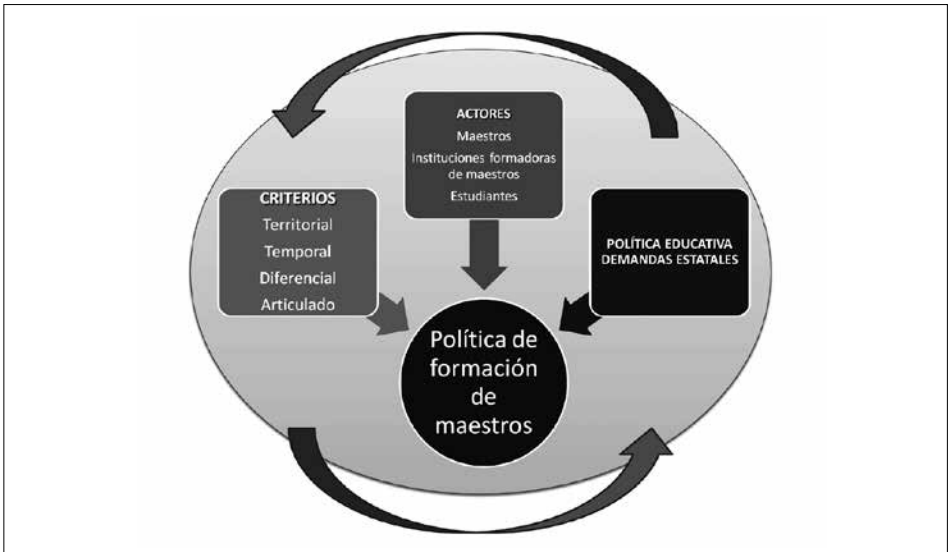 ACTORES
Maestros
Instituciones formadoras
de maestros
Estudiantes
CRITERIOS
Territorial
Temporal
Diferencial
Articulado
POLÍTICA EDUCATIVA
DEMANDAS ESTATALES
Política de
formación
de
maestros